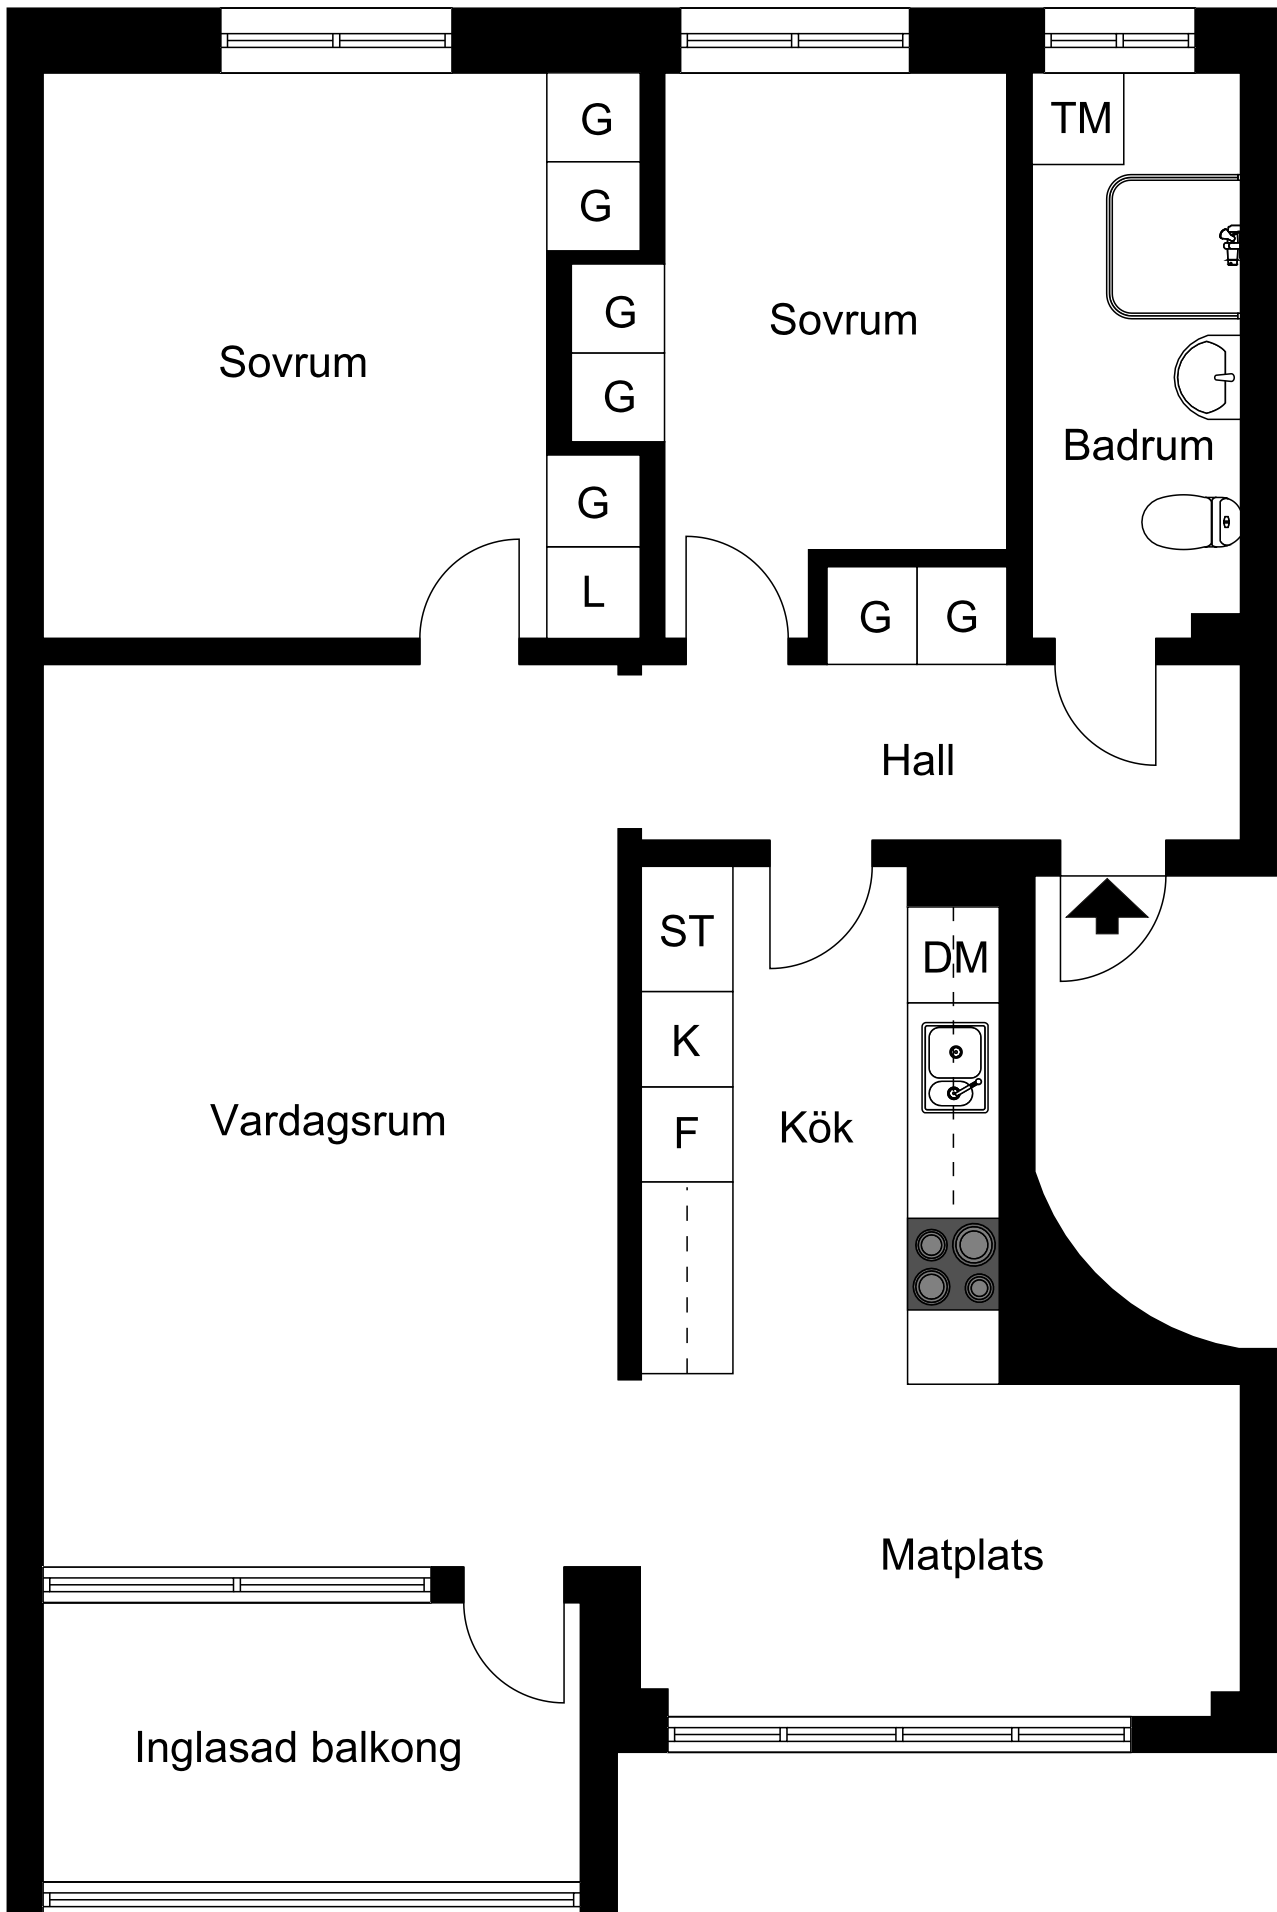 G
TM
G
G
Sovrum
Sovrum
G
Badrum
G
L
G G
Hall
ST
DM
K
Vardagsrum
F
Kök
Matplats
Inglasad balkong